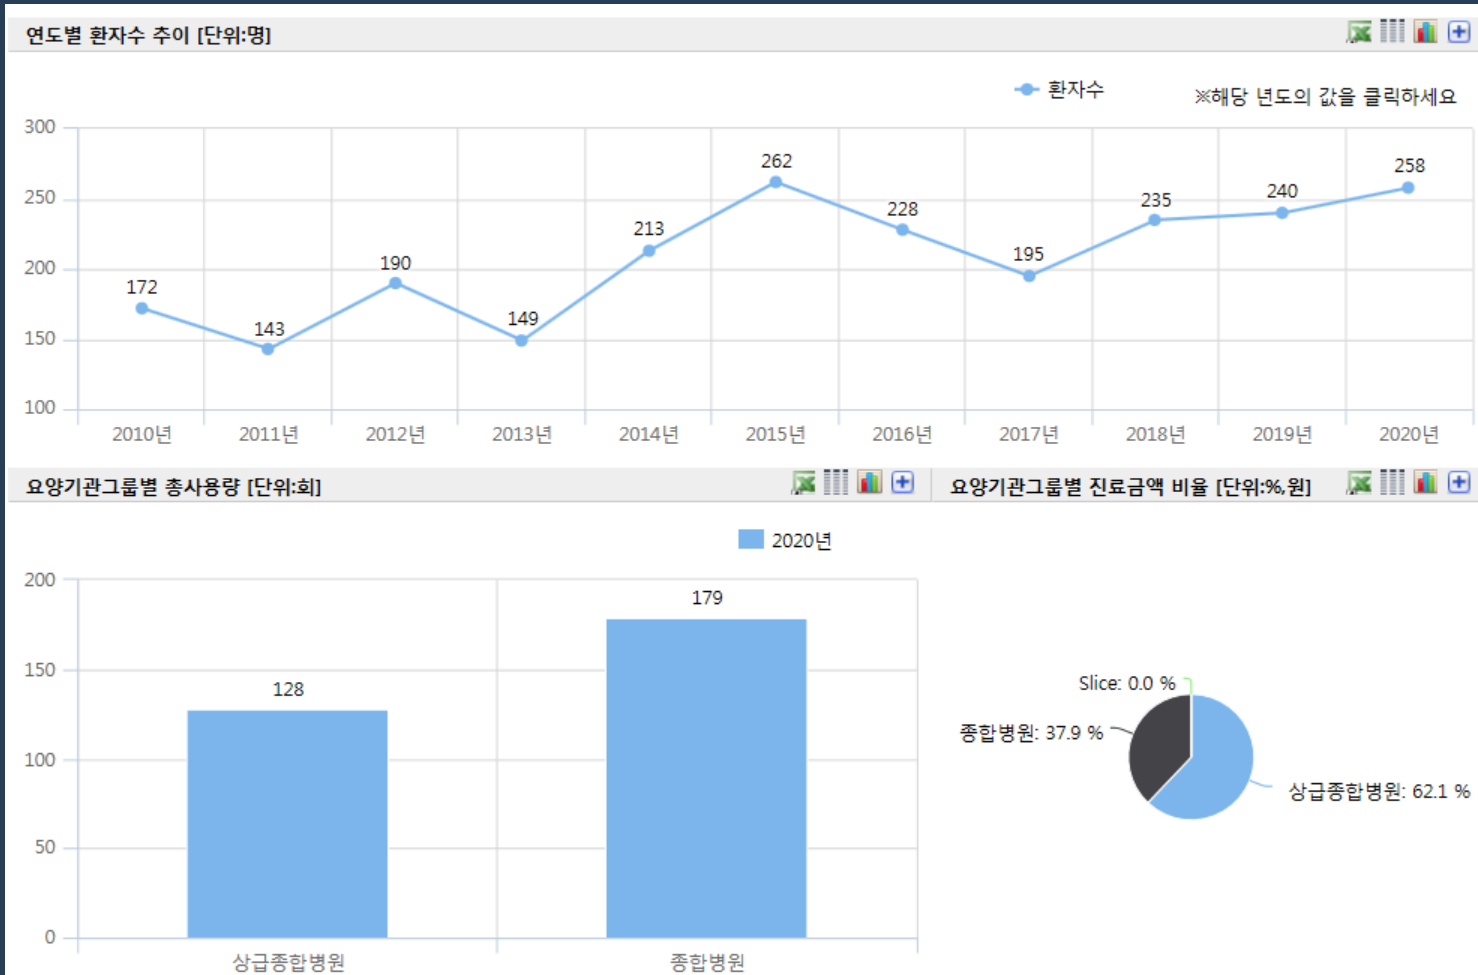 연도별 환자수 추이 [단위:명]
환자수
※해당 년도의 값을 클릭하세요
300
250
200
150
100
172
143
190
149
213
262
228
195
235
240
258
2010년 2011년 2012년 2013년 2014년 2015년 2016년 2017년 2018년 2019년 2020년
요양기관그룹별 총사용량 [단위:회]
2020년
200
150
100
50
0
128
179
상급종합병원 종합병원
요양기관그룹별 진료금액 비율 [단위:%,원]
Slice: 0.0 %
종합병원: 37.9 %
상급종합병원: 62.1 %